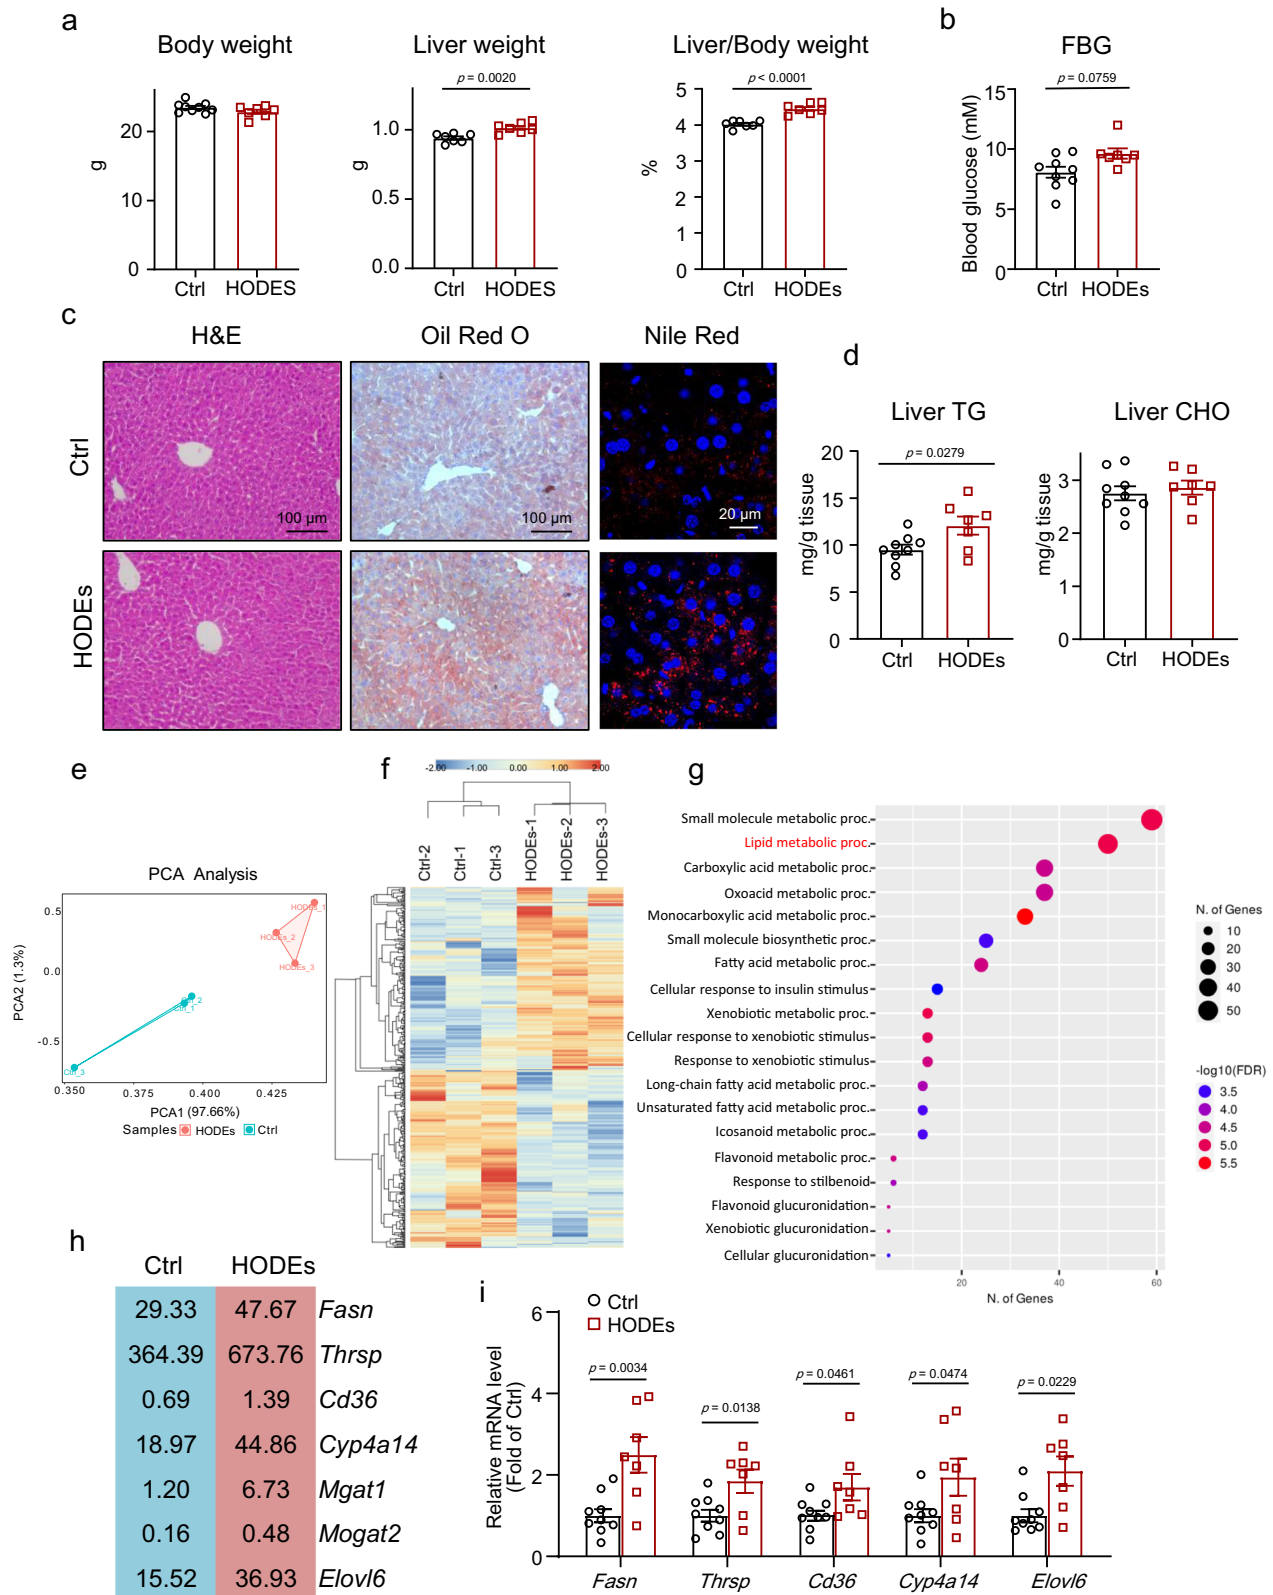 a
Body weight
Liver weight
Liver/Body weight
b
FBG
p = 0.0020
p < 0.0001
p = 0.0759
g
20
10
0
Ctrl
HODES
g
1.0
0.5
0.0
Ctrl
HODEs
%
5
4
3
2
1
0
Ctrl
HODEs
Blood glucose (mM)
15
10
5
0
Ctrl
HODEs
c
H&E
Oil Red O
Nile Red
Ctrl
100 µm
100 µm
20 µm
HODEs
d
Liver TG
Liver CHO
p = 0.0279
mg/g tissue
20
15
10
5
0
Ctrl
HODEs
mg/g tissue
3
2
1
0
Ctrl
HODEs
e
PCA Analysis
PCA2 (1.3%)
0.5
0.0
-0.5
HODEs_1
HODEs_2
HODEs_3
Ctrl_2
Ctrl_1
Ctrl_3
0.350
0.375
0.400
0.425
PCA1 (97.66%)
Samples
HODEs
Ctrl
f
-2.00
-1.00
0.00
1.00
2.00
Ctrl-2
Ctrl-1
Ctrl-3
HODEs-1
HODEs-2
HODEs-3
g
Small molecule metabolic proc.
Lipid metabolic proc.
Carboxylic acid metabolic proc.
Oxoacid metabolic proc.
Monocarboxylic acid metabolic proc.
Small molecule biosynthetic proc.
Fatty acid metabolic proc.
Cellular response to insulin stimulus
Xenobiotic metabolic proc.
Cellular response to xenobiotic stimulus
Response to xenobiotic stimulus
Long-chain fatty acid metabolic proc.
Unsaturated fatty acid metabolic proc.
Icosanoid metabolic proc.
Flavonoid metabolic proc.
Response to stilbenoid
Flavonoid glucuronidation
Xenobiotic glucuronidation
Cellular glucuronidation
20
40
60
N. of Genes
N. of Genes
10
20
30
40
50
-log10(FDR)
3.5
4.0
4.5
5.0
5.5
h
Ctrl HODEs
29.33 47.67 Fasn
364.39 673.76 Thrsp
0.69 1.39 Cd36
18.97 44.86 Cyp4a14
1.20 6.73 Mgat1
0.16 0.48 Mogat2
15.52 36.93 Elovl6
i
Ctrl
HODEs
Relative mRNA level
(Fold of Ctrl)
6
4
2
0
p = 0.0034
p = 0.0138
p = 0.0461
p = 0.0474
p = 0.0229
Fasn
Thrsp
Cd36
Cyp4a14
Elovl6